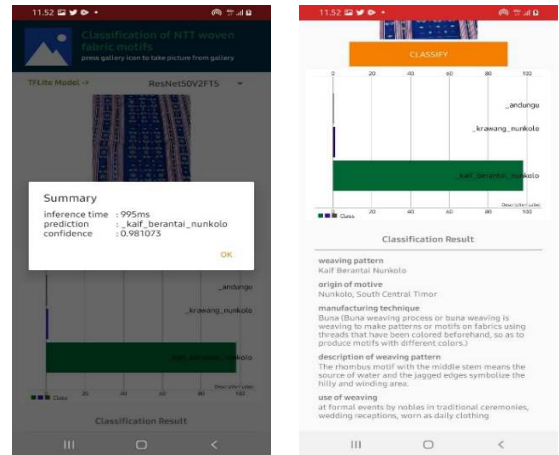 11.52
Classification of NTT woven
fabric motifs
press gallery icon to take picture from gallery
TFLite Model ->
ResNet50V2FTS
Summary
inference time : 995ms
prediction : _kaif_berantai_nunkolo
confidence : 0.981073
OK
_andungu
_krawang_nunkolo
_kaif_berantai_nunkolo
Class
20
40
60
80
100
Classification Result
11.52
CLASSIFY
0
20
40
60
80
100
_andungu
_krawang_nunkolo
_kaif_berantai_nunkolo
Class
20
40
60
80
100
Classification Result
weaving pattern
Kaif Berantai Nunkolo
origin of motive
Nunkolo, South Central Timor
manufacturing technique
Buna (Buna weaving process or buna weaving is
weaving to make patterns or motifs on fabrics using
threads that have been colored beforehand, so as to
produce motifs with different colors.)
description of weaving pattern
The rhombus motif with the middle stem means the
source of water and the jagged edges symbolize the
hilly and winding area.
use of weaving
at formal events by nobles in traditional ceremonies,
wedding receptions, worn as daily clothing